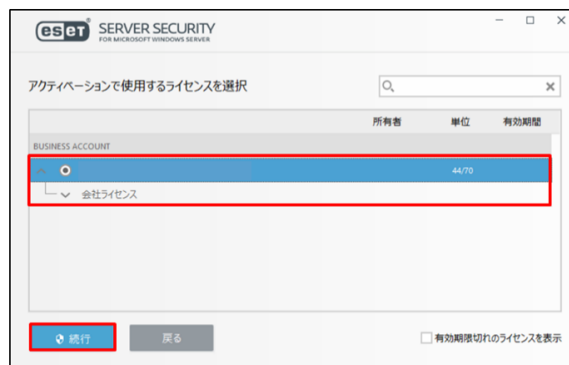 eset SERVER SECURITY
FOR MICROSOFT WINDOWS SERVER
アクティベーションで使用するライセンスを選択
所有者 単位 有効期間
BUSINESS ACCOUNT
44/70
会社ライセンス
続行 戻る 有効期限切れのライセンスを表示